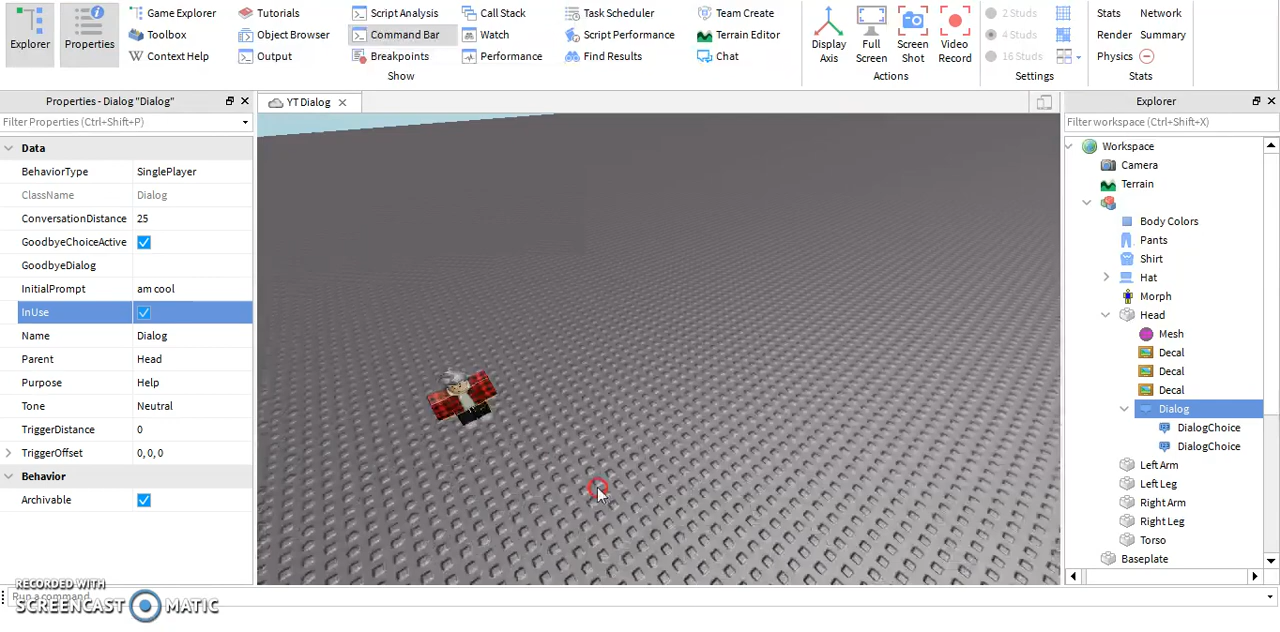 Explorer
Properties
Game Explorer
Toolbox
Context Help
Tutorials
Object Browser
Output
Script Analysis
Command Bar
Breakpoints
Call Stack
Watch
Performance
Task Scheduler
Script Performance
Find Results
Team Create
Terrain Editor
Chat
Show
Display
Axis
Full
Screen
Screen
Shot
Video
Record
Actions
2 Studs
4 Studs
16 Studs
Settings
Stats Network
Render Summary
Physics
Stats
Properties - Dialog "Dialog"
Filter Properties (Ctrl+Shift+P)
Data
BehaviorType SinglePlayer
ClassName Dialog
ConversationDistance 25
GoodbyeChoiceActive
GoodbyeDialog
InitialPrompt am cool
InUse
Name Dialog
Parent Head
Purpose Help
Tone Neutral
TriggerDistance 0
TriggerOffset 0, 0, 0
Behavior
Archivable
YT Dialog
Explorer
Filter workspace (Ctrl+Shift+X)
Workspace
Camera
Terrain
Body Colors
Pants
Shirt
Hat
Morph
Head
Mesh
Decal
Decal
Decal
Dialog
DialogChoice
DialogChoice
Left Arm
Left Leg
Right Arm
Right Leg
Torso
Baseplate
RECORDED WITH
SCREENCAST MATIC
Run a command